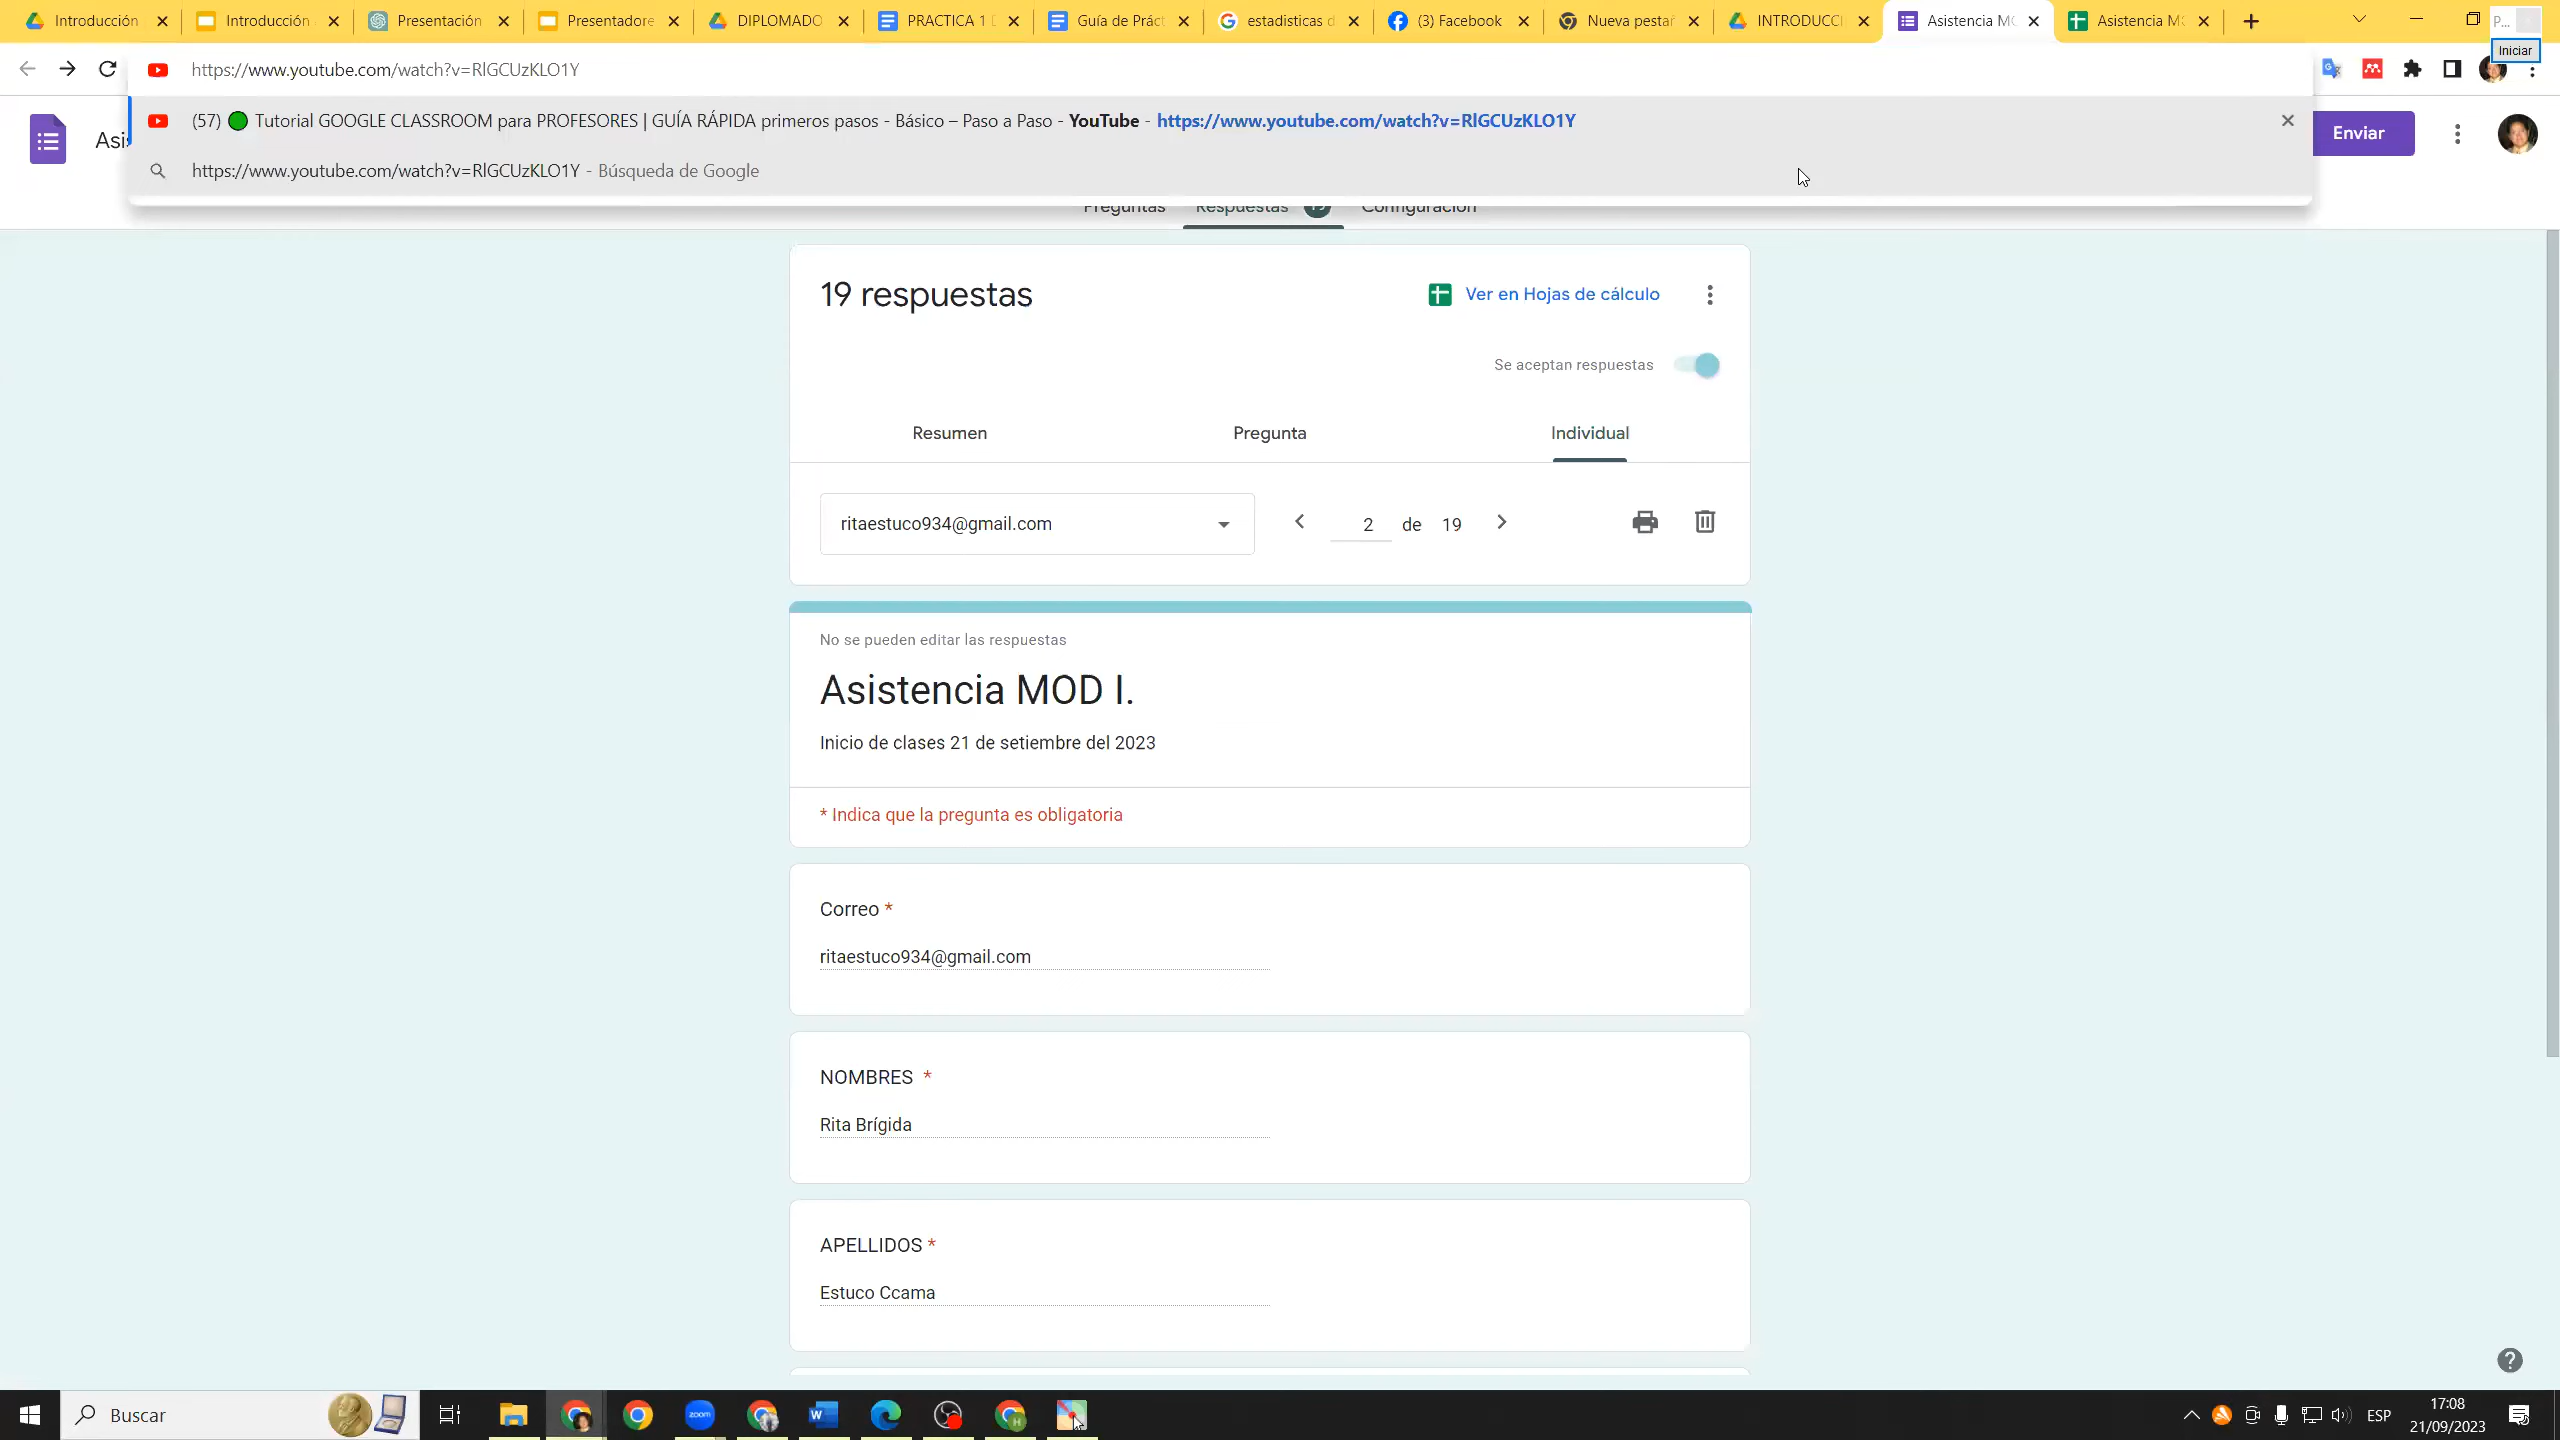 Introducción
Introducción
Presentación
Presentadore
DIPLOMADO
PRACTICA 1
Guía de Práct
estadisticas d
(3) Facebook
Nueva pestañ
INTRODUCCI
Asistencia MO
Asistencia M
P...
Iniciar
https://www.youtube.com/watch?v=RlGCUzKLO1Y
(57) Tutorial GOOGLE CLASSROOM para PROFESORES | GUÍA RÁPIDA primeros pasos - Básico – Paso a Paso - YouTube - https://www.youtube.com/watch?v=RlGCUzKLO1Y
https://www.youtube.com/watch?v=RlGCUzKLO1Y - Búsqueda de Google
Asi
Enviar
Preguntas
Respuestas
Configuración
19 respuestas
Ver en Hojas de cálculo
Se aceptan respuestas
Resumen
Pregunta
Individual
ritaestuco934@gmail.com
2 de 19
No se pueden editar las respuestas
Asistencia MOD I.
Inicio de clases 21 de setiembre del 2023
* Indica que la pregunta es obligatoria
Correo *
ritaestuco934@gmail.com
NOMBRES *
Rita Brígida
APELLIDOS *
Estuco Ccama
Buscar
zoom
ESP
17:08
21/09/2023